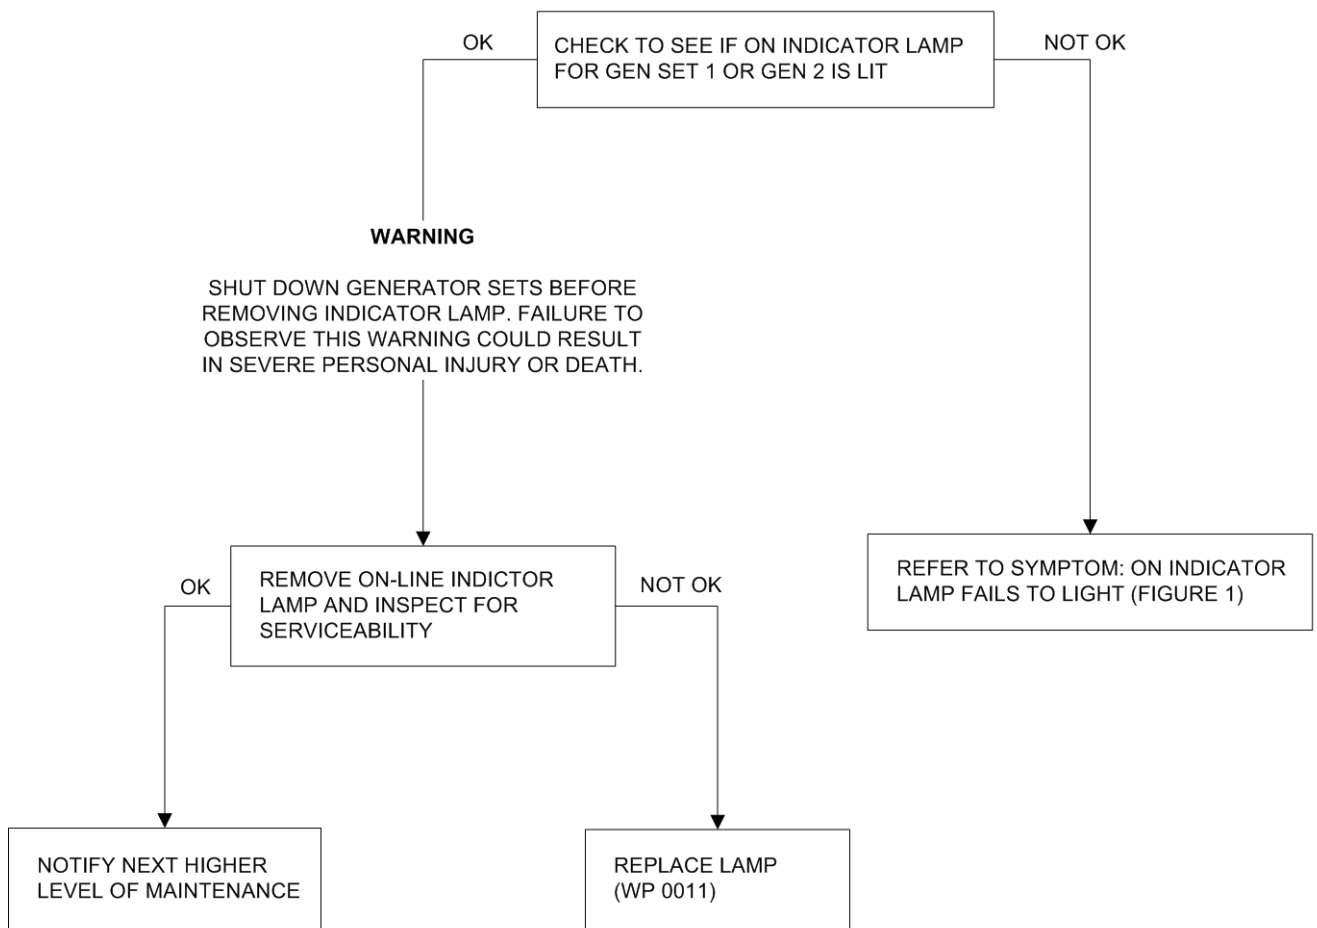 OK
CHECK TO SEE IF ON INDICATOR LAMP
FOR GEN SET 1 OR GEN 2 IS LIT
NOT OK
WARNING
SHUT DOWN GENERATOR SETS BEFORE
REMOVING INDICATOR LAMP. FAILURE TO
OBSERVE THIS WARNING COULD RESULT
IN SEVERE PERSONAL INJURY OR DEATH.
OK
REMOVE ON-LINE INDICTOR
LAMP AND INSPECT FOR
SERVICEABILITY
NOT OK
REFER TO SYMPTOM: ON INDICATOR
LAMP FAILS TO LIGHT (FIGURE 1)
NOTIFY NEXT HIGHER
LEVEL OF MAINTENANCE
REPLACE LAMP
(WP 0011)